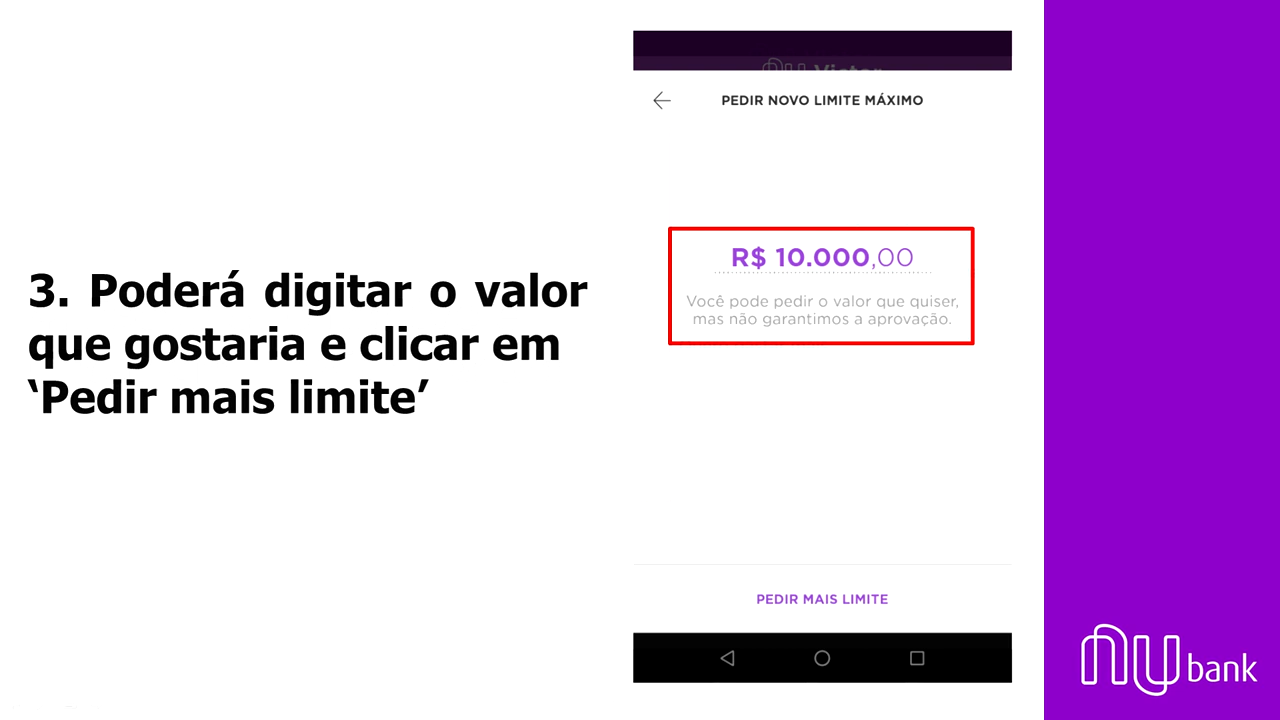 3. Poderá digitar o valor
que gostaria e clicar em
‘Pedir mais limite’
PEDIR NOVO LIMITE MÁXIMO
R$ 10.000,00
Você pode pedir o valor que quiser,
mas não garantimos a aprovação.
PEDIR MAIS LIMITE
nu bank